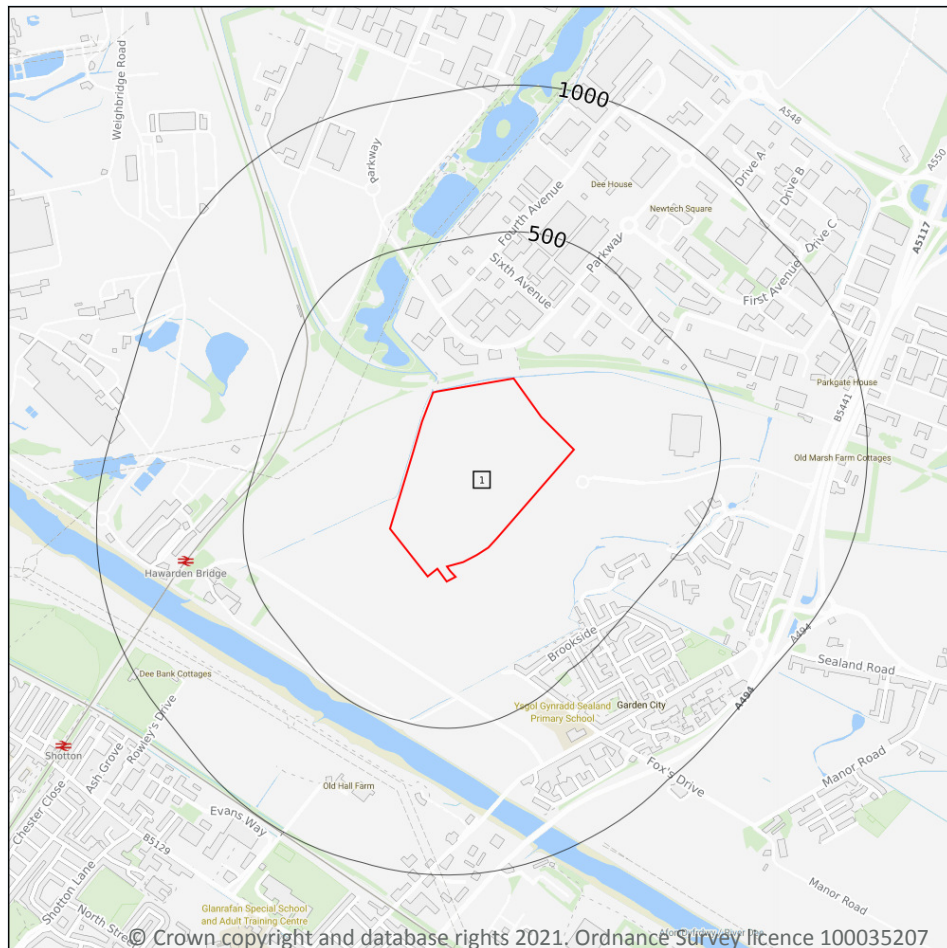 Weighbridge Road
1000
A548
A550
Parkway
Drive A
Drive B
Dee House
Fourth Avenue
Newtech Square
A5117
500
Drive C
Parkway
Sixth Avenue
First Avenue
Parkgate House
B5441
Old Marsh Farm Cottages
1
Hawarden Bridge
Brookside
A494
Sealand Road
Dee Bank Cottages
Rowley's Drive
Ysgol Gynradd Sealand
Primary School
Garden City
A494
Shotton
Ash Grove
Fox's Drive
Manor Road
Chester Close
Old Hall Farm
Evans Way
B5129
Shotton Lane
Manor Road
North Street
Glanrafan Special School
and Adult Training Centre
© Crown copyright and database rights 2021. Ordnance Survey licence 100035207